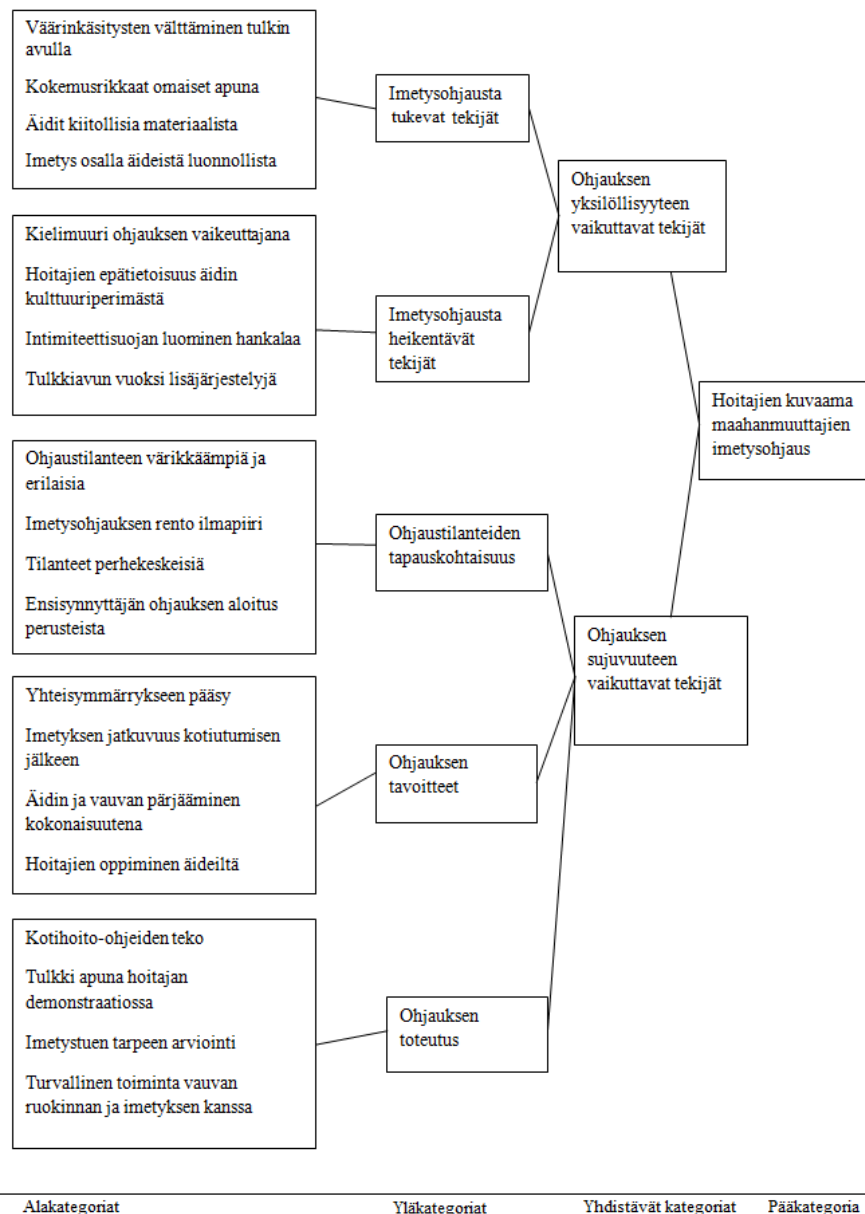 Väärinkäsitysten välttäminen tulkin
avulla
Kokemusrikkaat omaiset apuna
Äidit kiitollisia materiaalista
Imetys osalla äideistä luonnollista
Imetysohjausta
tukevat tekijät
Ohjauksen
yksilöllisyyteen
vaikuttavat tekijät
Kielimuuri ohjauksen vaikeuttajana
Hoitajien epätietoisuus äidin
kulttuuriperimästä
Intimiteettisuojan luominen hankalaa
Tulkkiavun vuoksi lisäjärjestelyjä
Imetysohjausta
heikentävät
tekijät
Hoitajien kuvaama
maahanmuuttajien
imetysohjaus
Ohjaustilanteen värikkäämpiä ja
erilaisia
Imetysohjauksen rento ilmapiiri
Tilanteet perhekeskeisiä
Ensisynnyttäjän ohjauksen aloitus
perusteista
Ohjaustilanteiden
tapauskohtaisuus
Ohjauksen
sujuvuuteen
vaikuttavat tekijät
Yhteisymmärrykseen pääsy
Imetyksen jatkuvuus kotiutumisen
jälkeen
Äidin ja vauvan pärjääminen
kokonaisuutena
Hoitajien oppiminen äideiltä
Ohjauksen
tavoitteet
Kotihoito-ohjeiden teko
Tulkki apuna hoitajan
demonstraatiossa
Imetystuen tarpeen arviointi
Turvallinen toiminta vauvan
ruokinnan ja imetyksen kanssa
Ohjauksen
toteutus
Alakategoriat Yläkategoriat Yhdistävät kategoriat Pääkategoria